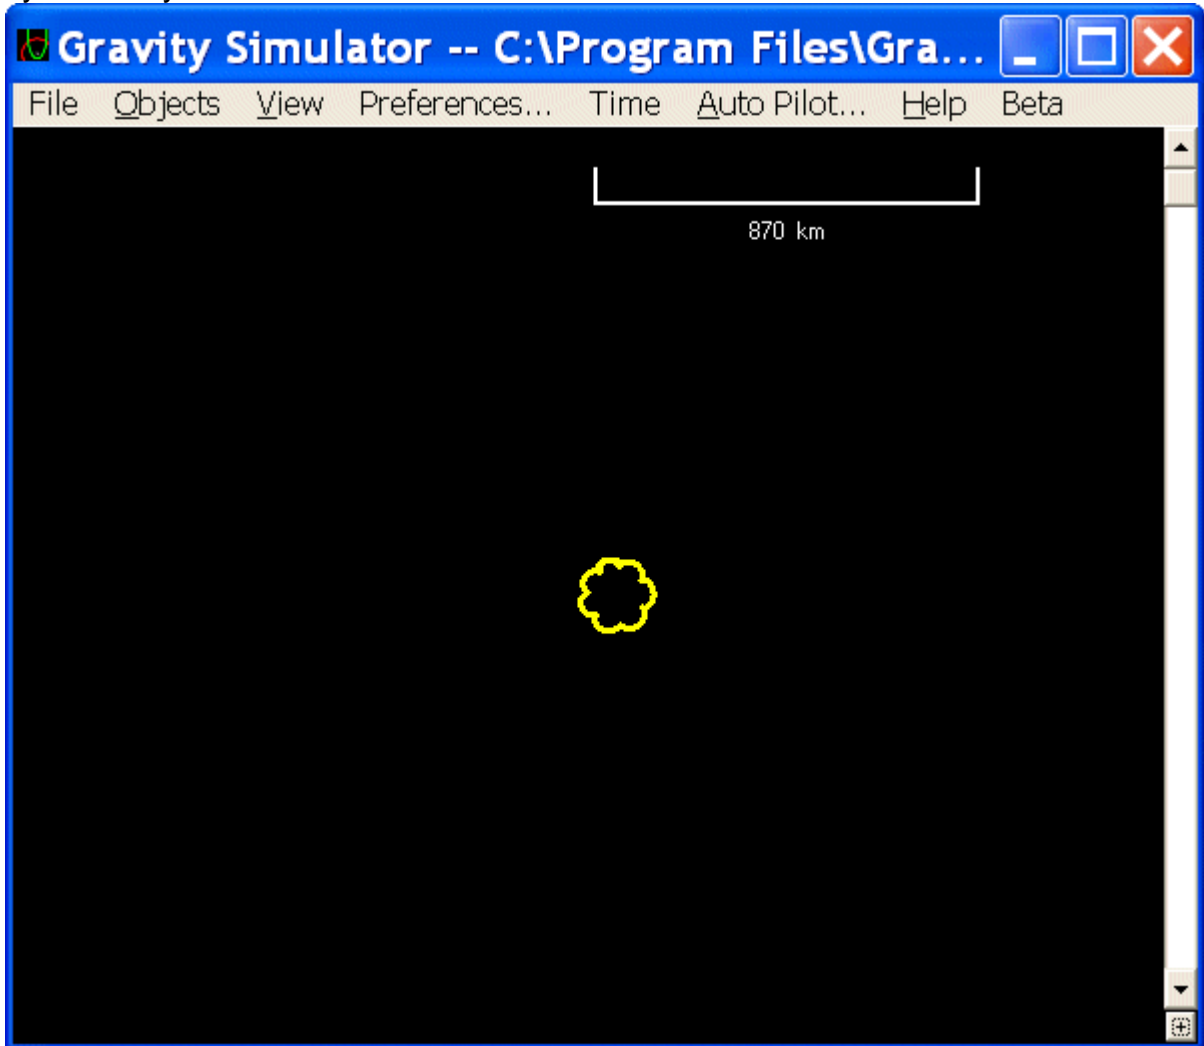 Gravity Simulator -- C:\Program Files\Gra...
File Objects View Preferences... Time Auto Pilot... Help Beta
870 km